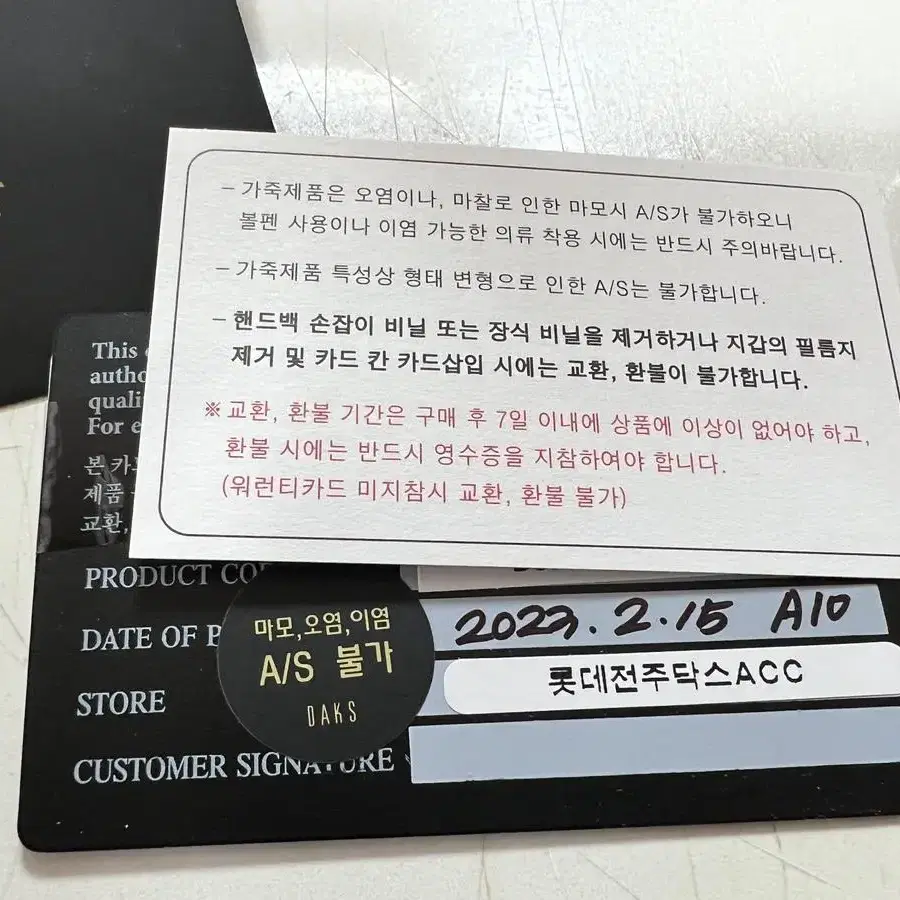 – 가죽제품은 오염이나, 마찰로 인한 마모시 A/S가 불가하오니
볼펜 사용이나 이염 가능한 의류 착용 시에는 반드시 주의바랍니다.
– 가죽제품 특성상 형태 변형으로 인한 A/S는 불가합니다.
– 핸드백 손잡이 비닐 또는 장식 비닐을 제거하거나 지갑의 필름지
제거 및 카드 칸 카드삽입 시에는 교환, 환불이 불가합니다.
※ 교환, 환불 기간은 구매 후 7일 이내에 상품에 이상이 없어야 하고,
환불 시에는 반드시 영수증을 지참하여야 합니다.
(워런티카드 미지참시 교환, 환불 불가)
This
For
본
제품
교환,
PRODUCT
DATE OF
2023.2.15 A10
마모,오염,이염
A/S 불가
DAKS
STORE
롯데전주닥스ACC
CUSTOMER SIGNATURE